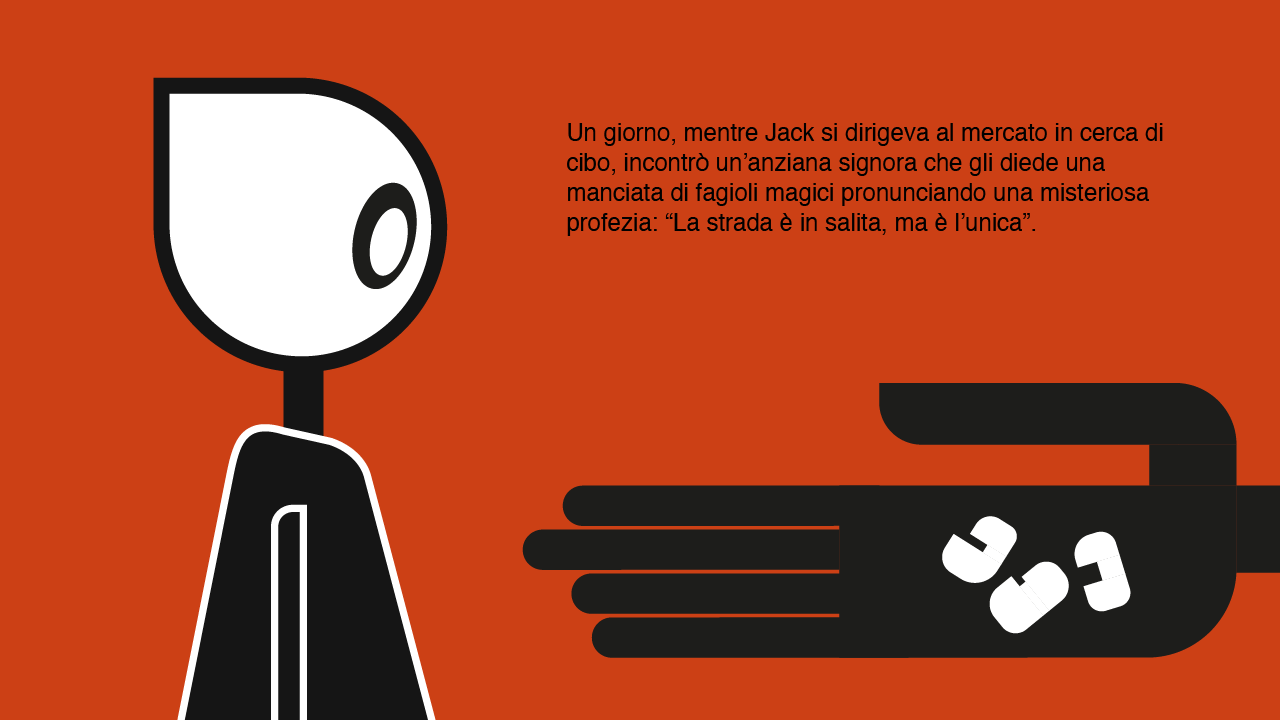 Un giorno, mentre Jack si dirigeva al mercato in cerca di
cibo, incontrò un’anziana signora che gli diede una
manciata di fagioli magici pronunciando una misteriosa
profezia: “La strada è in salita, ma è l’unica”.